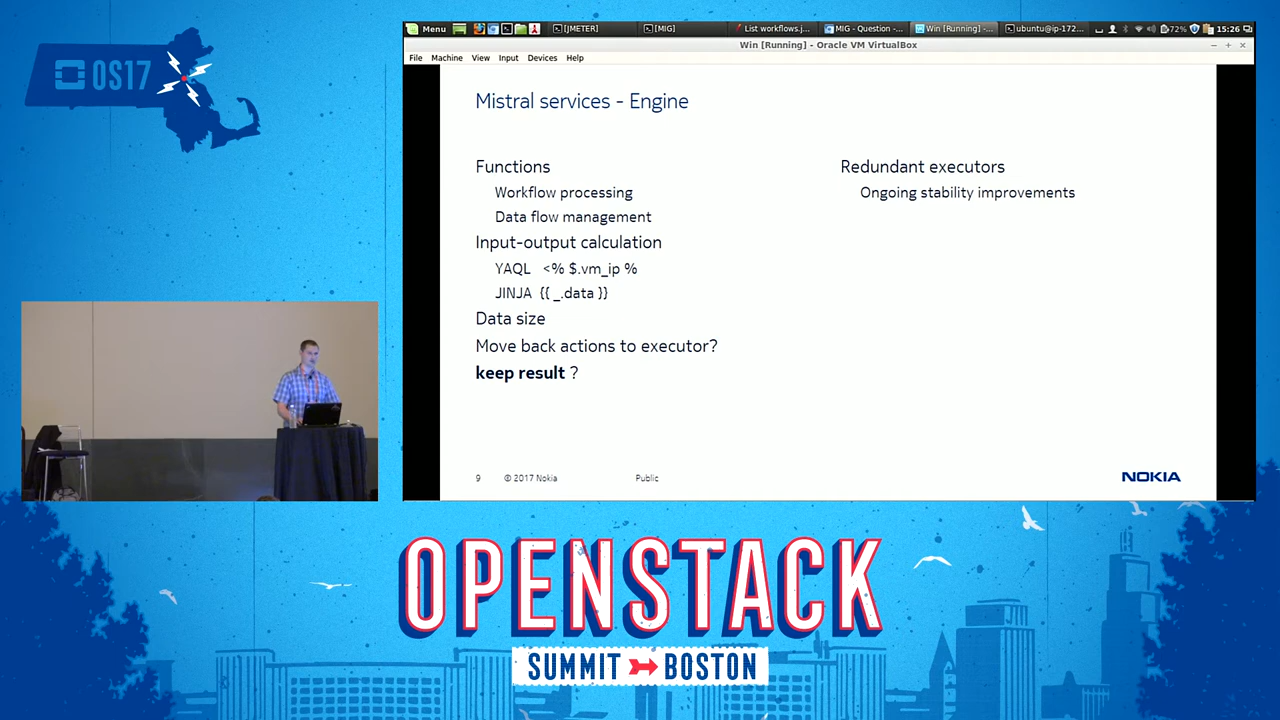 OS17
Menu
[JMETER]
[MIG]
List workflows.j...
MIG - Question -...
Win [Running] -...
ubuntu@ip-172...
72%
15:26
Win [Running] - Oracle VM VirtualBox
File Machine View Input Devices Help
Mistral services - Engine
Functions
Workflow processing
Data flow management
Input-output calculation
YAQL <% $.vm_ip %
JINJA {{ _.data }}
Data size
Move back actions to executor?
keep result ?
Redundant executors
Ongoing stability improvements
9 © 2017 Nokia Public
NOKIA
OPENSTACK
SUMMIT BOSTON